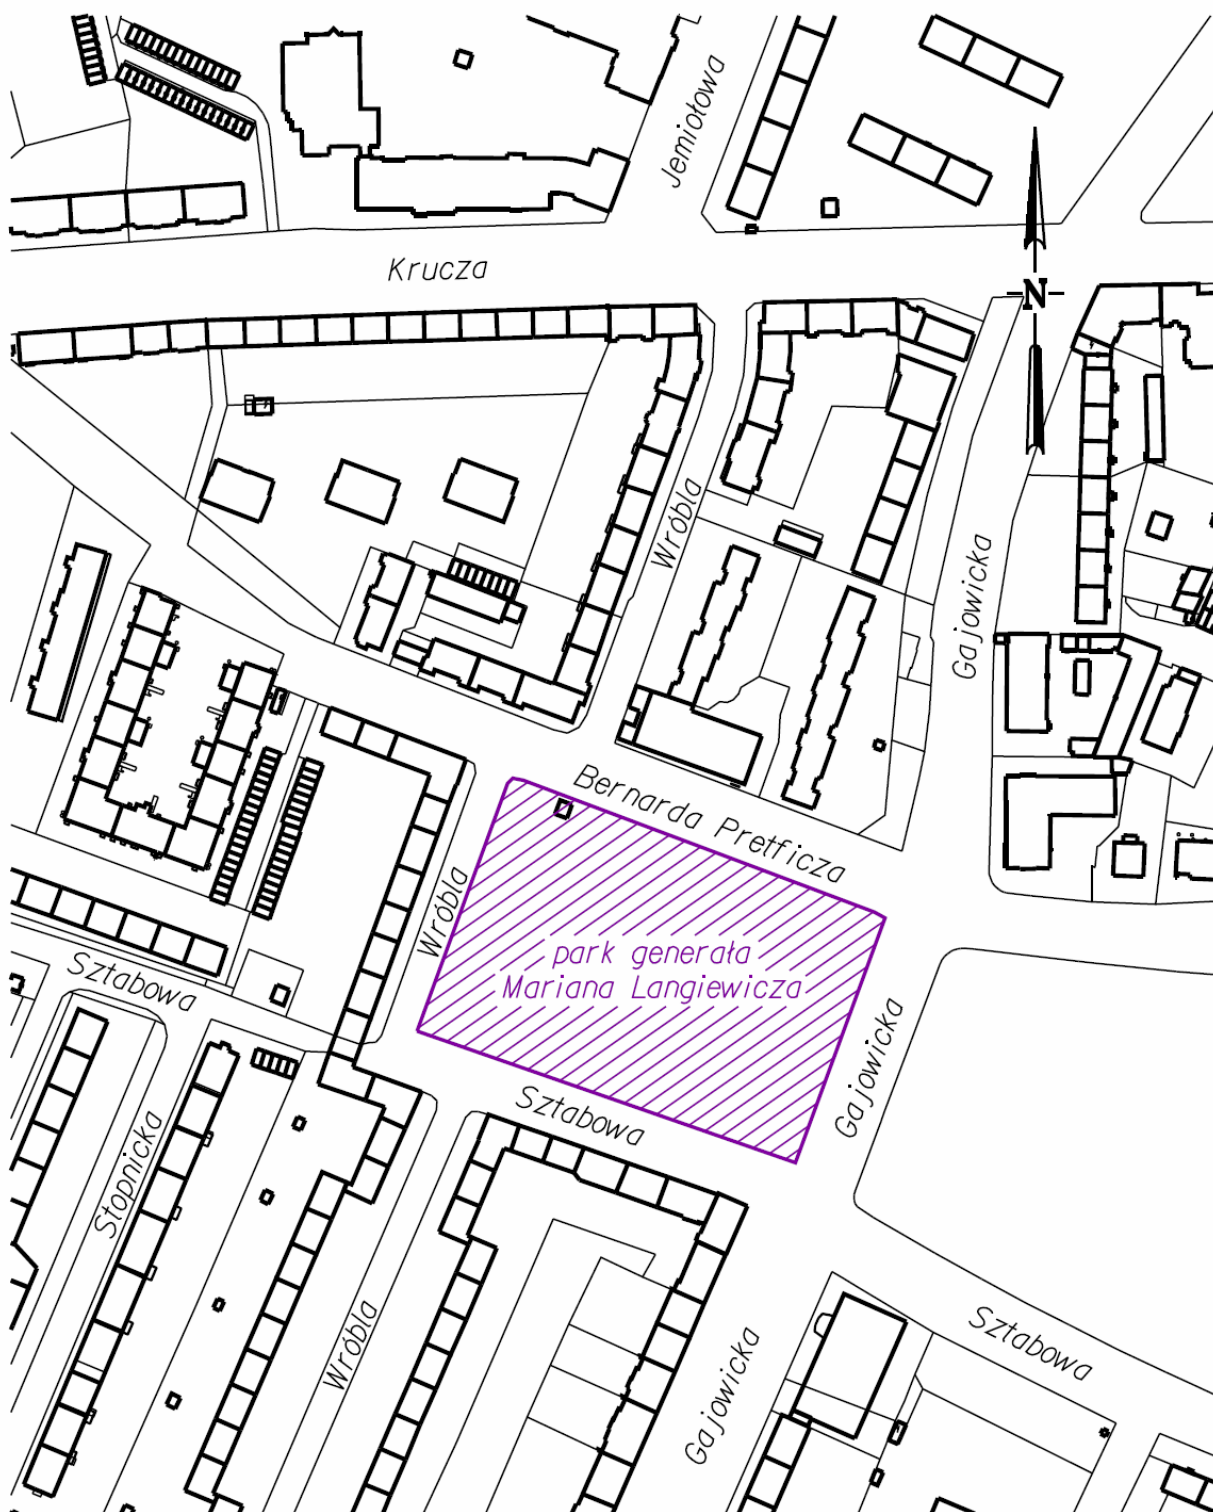 Jemiołowa
Krucza
N
Wróbla
Gajowicka
Bernarda Pretficza
Wróbla
park generała
Mariana Langiewicza
Sztabowa
Gajowicka
Sztabowa
Stopnicka
Wróbla
Gajowicka
Sztabowa